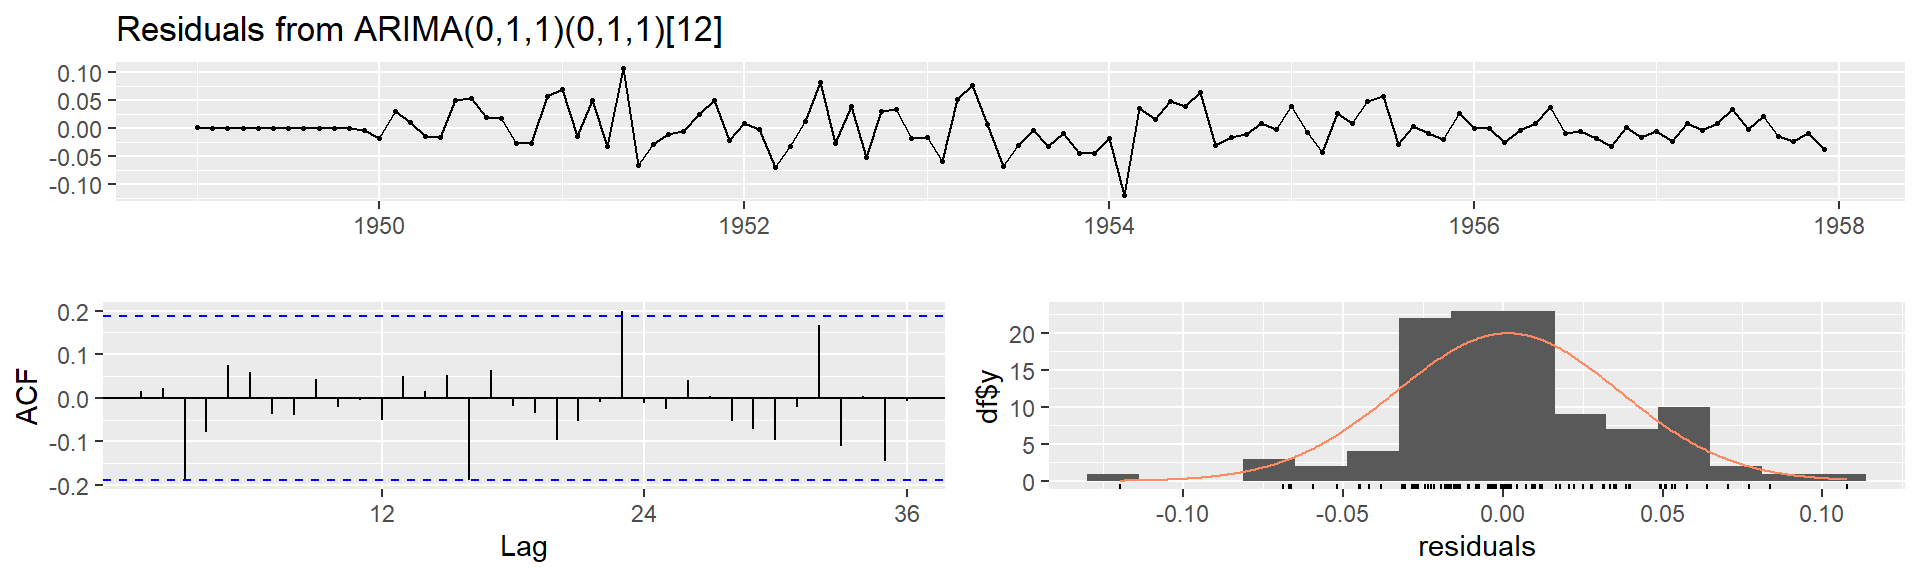 Residuals from ARIMA(0,1,1)(0,1,1)[12]
0.10
0.05
0.00
-0.05
-0.10
1950 1952 1954 1956 1958
ACF
0.2
0.1
0.0
-0.1
-0.2
12 24 36
Lag
df$y
20
15
10
5
0
-0.10 -0.05 0.00 0.05 0.10
residuals